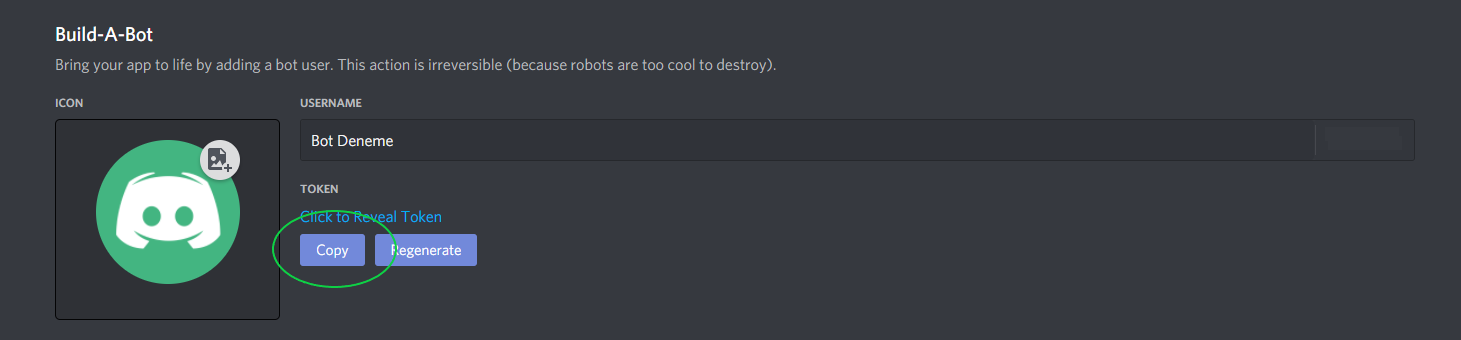 Build-A-Bot
Bring your app to life by adding a bot user. This action is irreversible (because robots are too cool to destroy).
ICON
USERNAME
Bot Deneme
TOKEN
Click to Reveal Token
Copy
Regenerate